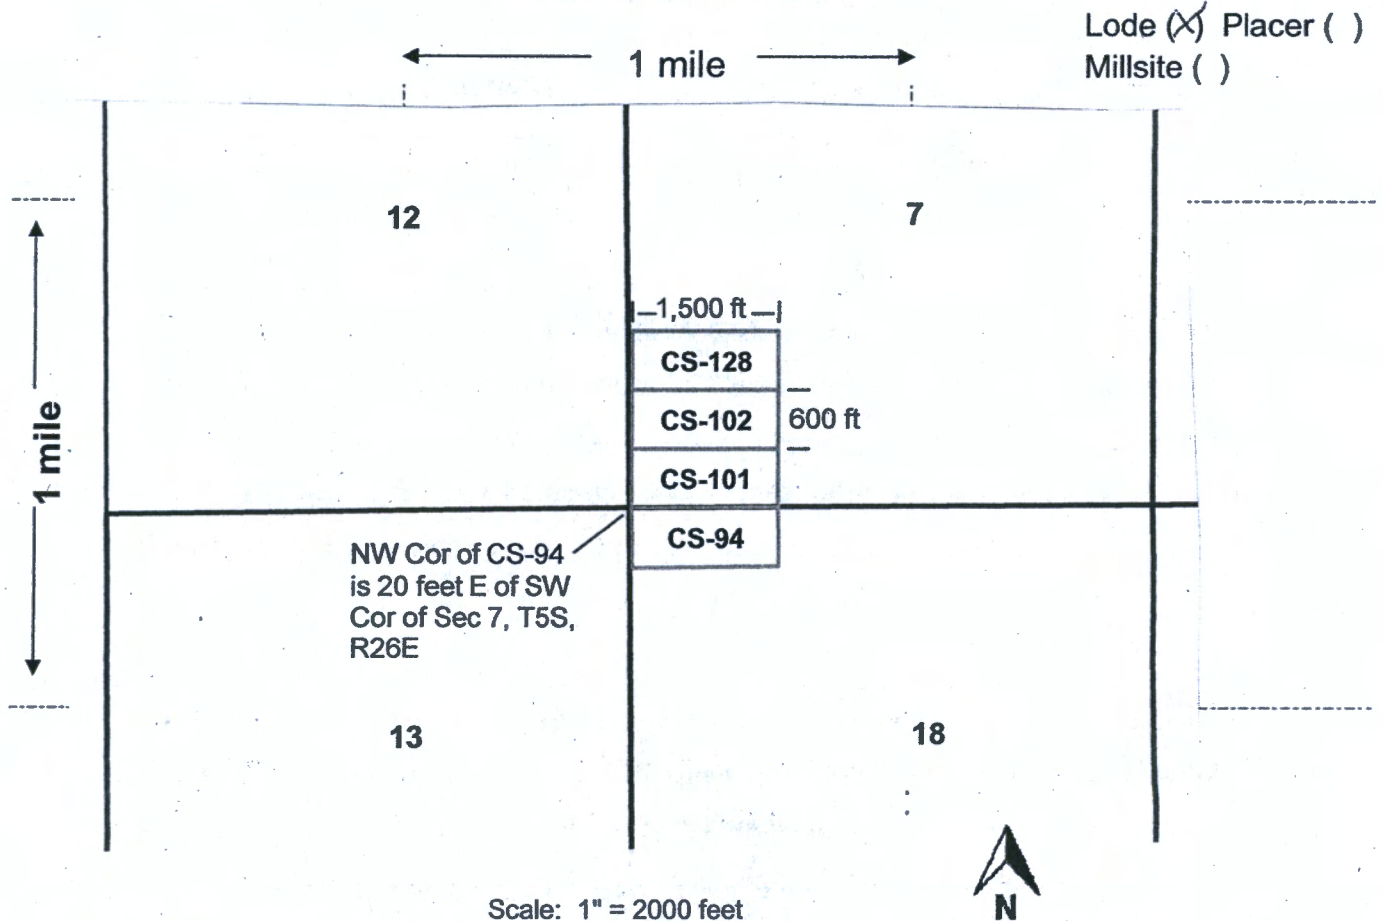 Lode (X) Placer ( )
Millsite ( )
1 mile
12
7
1,500 ft
CS-128
CS-102
600 ft
1 mile
CS-101
CS-94
NW Cor of CS-94
is 20 feet E of SW
Cor of Sec 7, T5S,
R26E
13
18
N
Scale: 1" = 2000 feet